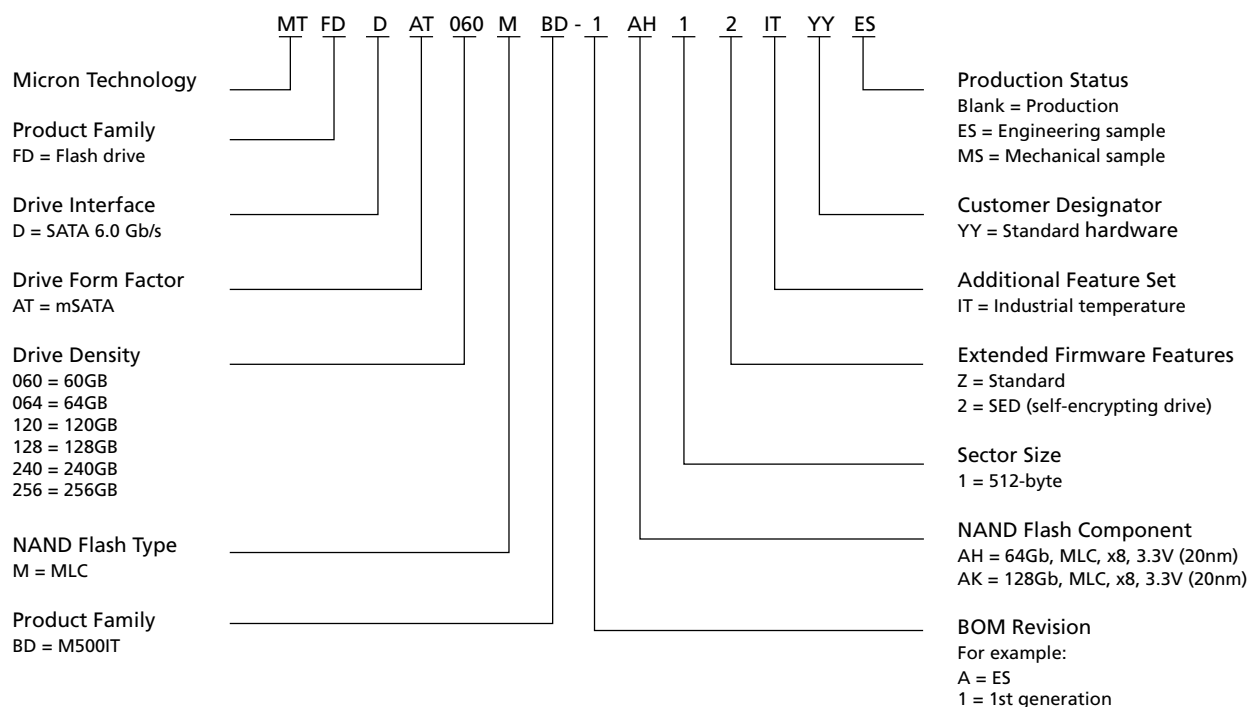 MT FD D AT 060 M BD - 1 AH 1 2 IT YY ES
Micron Technology
Product Family
FD = Flash drive
Drive Interface
D = SATA 6.0 Gb/s
Drive Form Factor
AT = mSATA
Drive Density
060 = 60GB
064 = 64GB
120 = 120GB
128 = 128GB
240 = 240GB
256 = 256GB
NAND Flash Type
M = MLC
Product Family
BD = M500IT
Production Status
Blank = Production
ES = Engineering sample
MS = Mechanical sample
Customer Designator
YY = Standard hardware
Additional Feature Set
IT = Industrial temperature
Extended Firmware Features
Z = Standard
2 = SED (self-encrypting drive)
Sector Size
1 = 512-byte
NAND Flash Component
AH = 64Gb, MLC, x8, 3.3V (20nm)
AK = 128Gb, MLC, x8, 3.3V (20nm)
BOM Revision
For example:
A = ES
1 = 1st generation